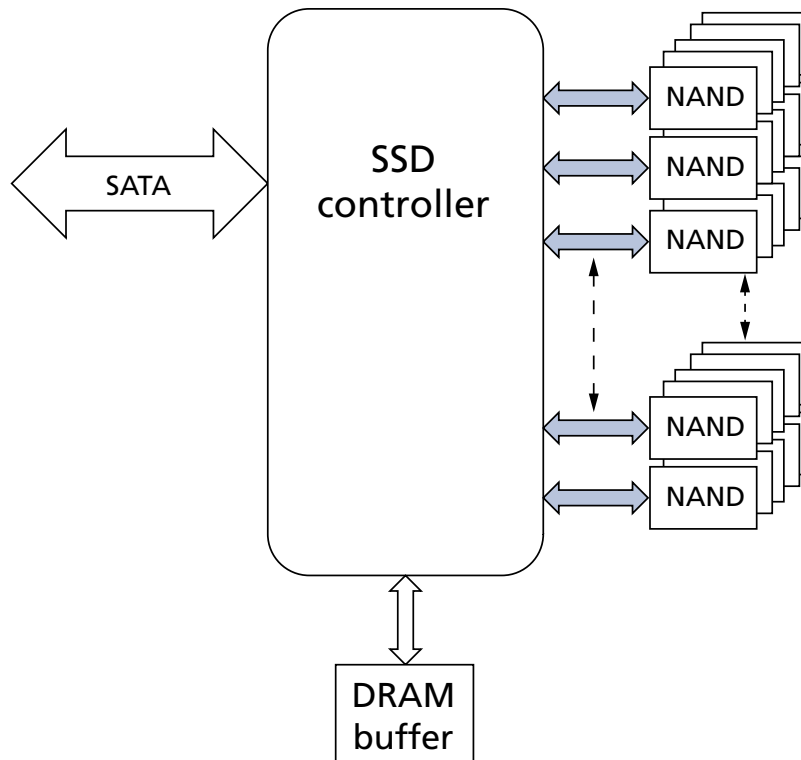 SATA
SSD
controller
NAND
NAND
NAND
NAND
NAND
DRAM
buffer